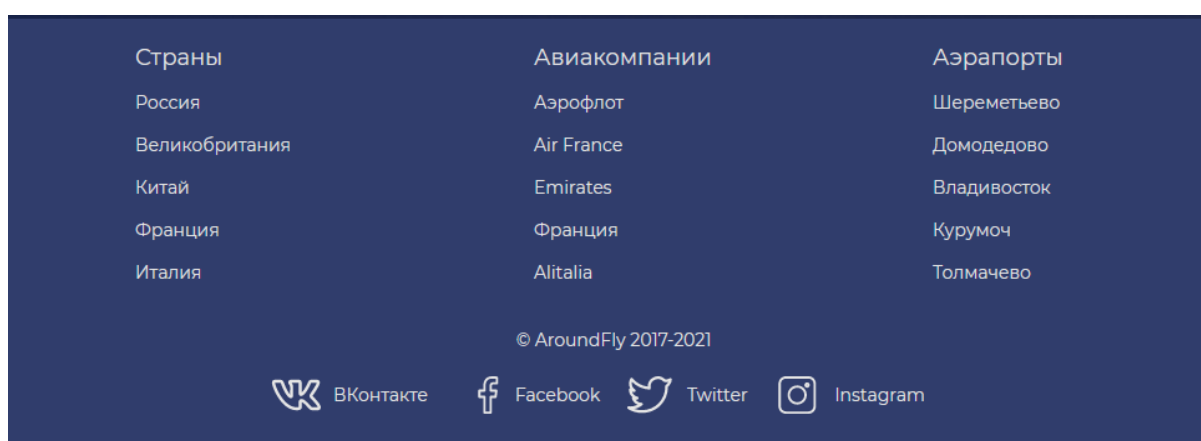 Страны
Россия
Великобритания
Китай
Франция
Италия
Авиакомпании
Аэрофлот
Air France
Emirates
Франция
Alitalia
Аэрапорты
Шереметьево
Домодедово
Владивосток
Курумоч
Толмачево
© AroundFly 2017-2021
ВКонтакте Facebook Twitter Instagram